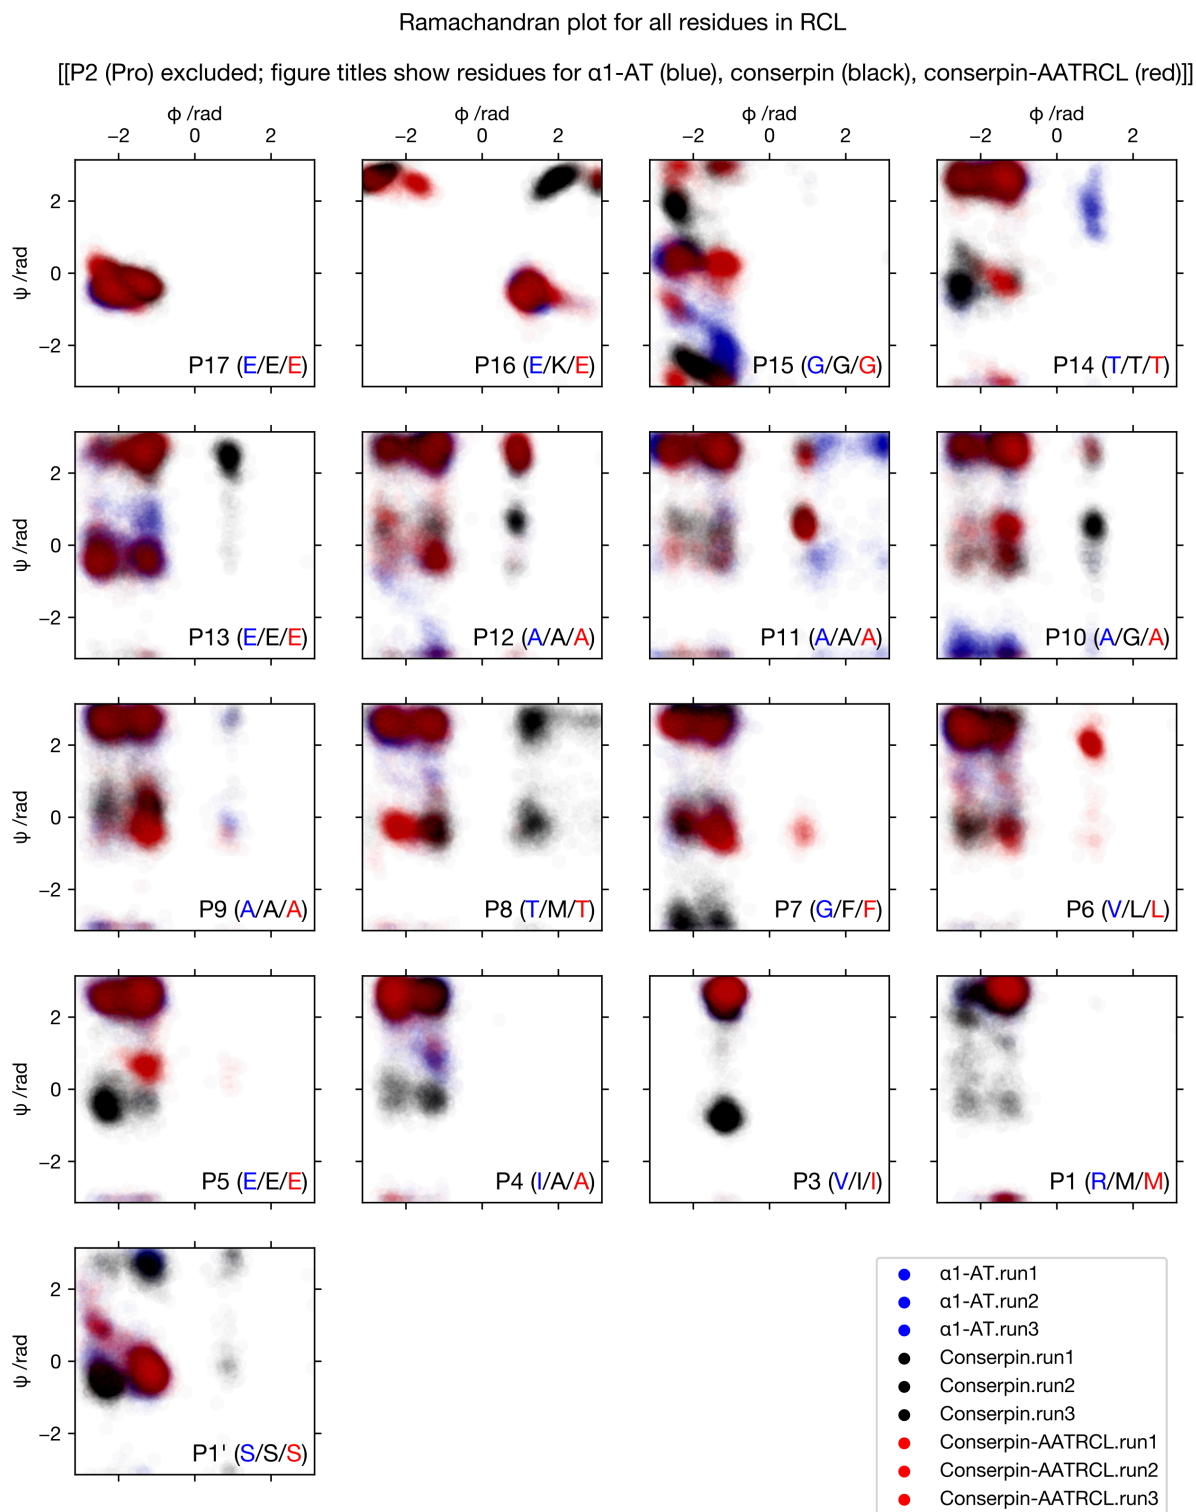 Ramachandran plot for all residues in RCL
[[P2 (Pro) excluded; figure titles show residues for α1-AT (blue), conserpin (black), conserpin-AATRCL (red)]]
ϕ /rad ϕ /rad ϕ /rad ϕ /rad
−2 0 2 −2 0 2 −2 0 2 −2 0 2
2
0
−2
ψ /rad
P17 (E/E/E) P16 (E/K/E) P15 (G/G/G) P14 (T/T/T)
2
0
−2
ψ /rad
P13 (E/E/E) P12 (A/A/A) P11 (A/A/A) P10 (A/G/A)
2
0
−2
ψ /rad
P9 (A/A/A) P8 (T/M/T) P7 (G/F/F) P6 (V/L/L)
2
0
−2
ψ /rad
P5 (E/E/E) P4 (I/A/A) P3 (V/I/I) P1 (R/M/M)
2
0
−2
ψ /rad
P1' (S/S/S)
α1-AT.run1
α1-AT.run2
α1-AT.run3
Conserpin.run1
Conserpin.run2
Conserpin.run3
Conserpin-AATRCL.run1
Conserpin-AATRCL.run2
Conserpin-AATRCL.run3